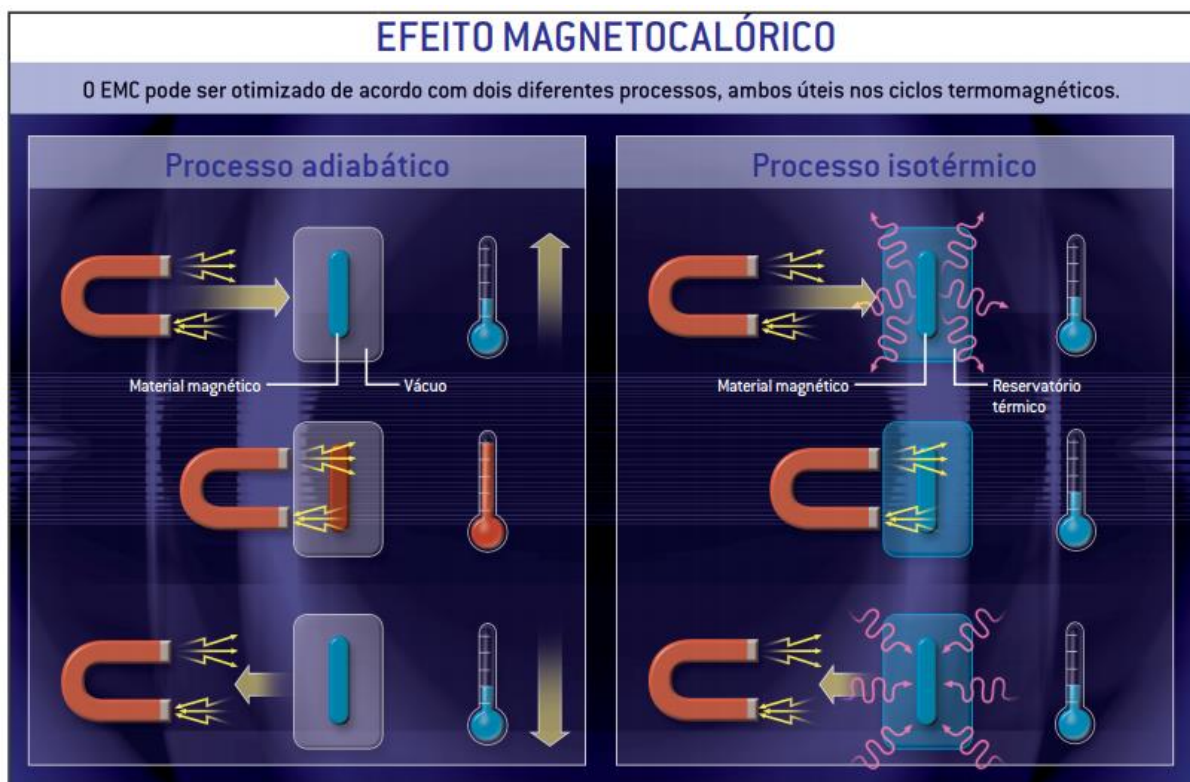 EFEITO MAGNETOCALÓRICO
O EMC pode ser otimizado de acordo com dois diferentes processos, ambos úteis nos ciclos termomagnéticos.
Processo adiabático
Material magnético
Vácuo
Processo isotérmico
Material magnético
Reservatório
térmico